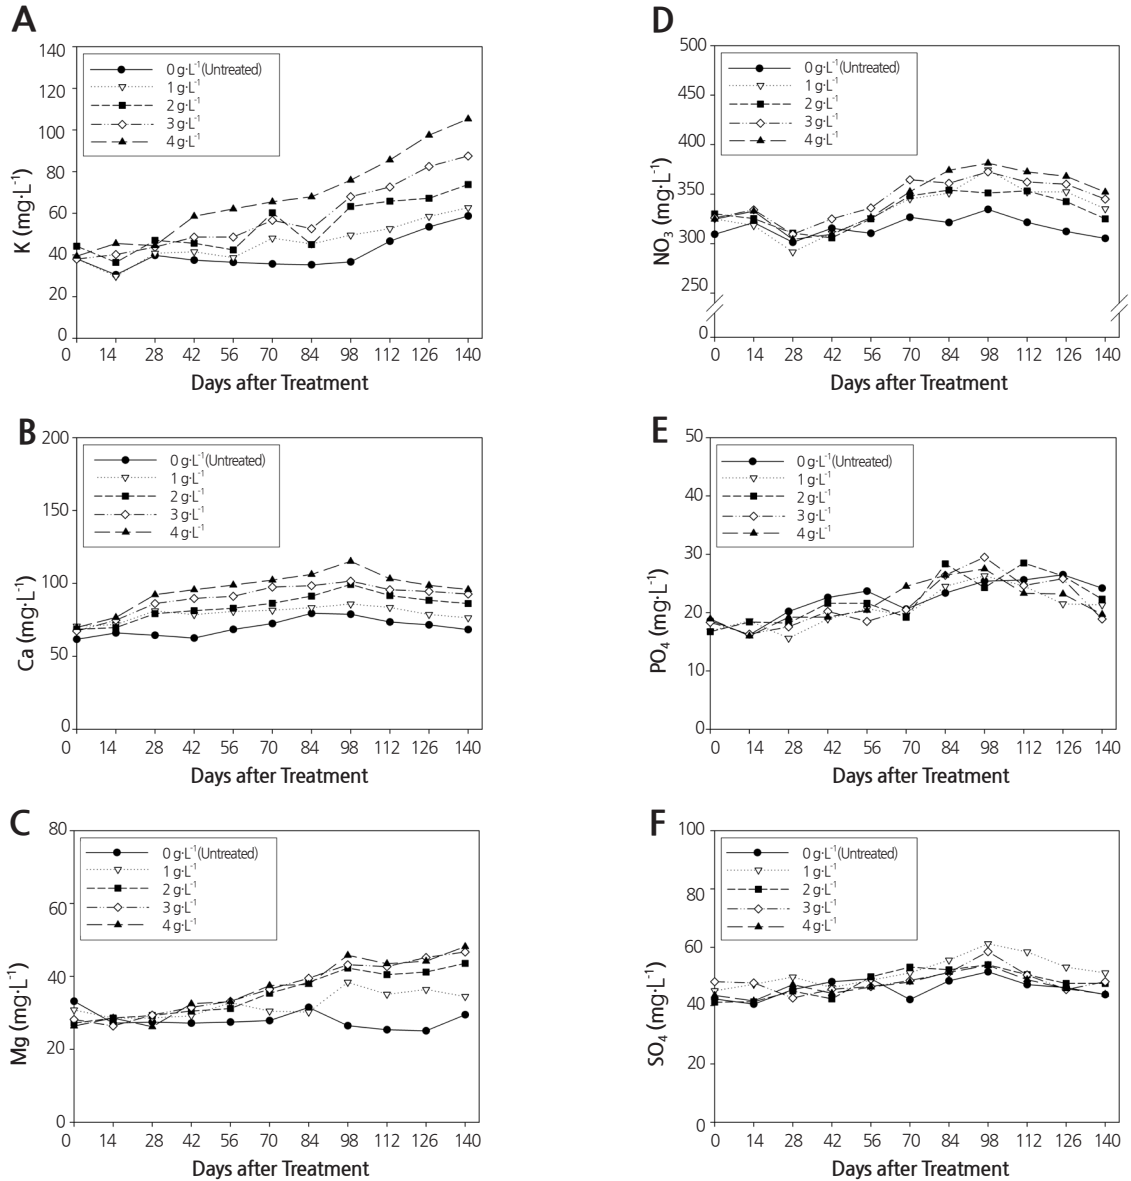 A
140
120
100
80
60
40
20
0
K (mg·L⁻¹)
0 g·L⁻¹(Untreated)
1 g·L⁻¹
2 g·L⁻¹
3 g·L⁻¹
4 g·L⁻¹
0 14 28 42 56 70 84 98 112 126 140
Days after Treatment
B
200
150
100
50
0
Ca (mg·L⁻¹)
0 g·L⁻¹(Untreated)
1 g·L⁻¹
2 g·L⁻¹
3 g·L⁻¹
4 g·L⁻¹
0 14 28 42 56 70 84 98 112 126 140
Days after Treatment
C
80
60
40
20
0
Mg (mg·L⁻¹)
0 g·L⁻¹(Untreated)
1 g·L⁻¹
2 g·L⁻¹
3 g·L⁻¹
4 g·L⁻¹
0 14 28 42 56 70 84 98 112 126 140
Days after Treatment
D
500
450
400
350
300
250
0
NO₃ (mg·L⁻¹)
0 g·L⁻¹(Untreated)
1 g·L⁻¹
2 g·L⁻¹
3 g·L⁻¹
4 g·L⁻¹
0 14 28 42 56 70 84 98 112 126 140
Days after Treatment
E
50
40
30
20
10
0
PO₄ (mg·L⁻¹)
0 g·L⁻¹(Untreated)
1 g·L⁻¹
2 g·L⁻¹
3 g·L⁻¹
4 g·L⁻¹
0 14 28 42 56 70 84 98 112 126 140
Days after Treatment
F
100
80
60
40
20
0
SO₄ (mg·L⁻¹)
0 g·L⁻¹(Untreated)
1 g·L⁻¹
2 g·L⁻¹
3 g·L⁻¹
4 g·L⁻¹
0 14 28 42 56 70 84 98 112 126 140
Days after Treatment